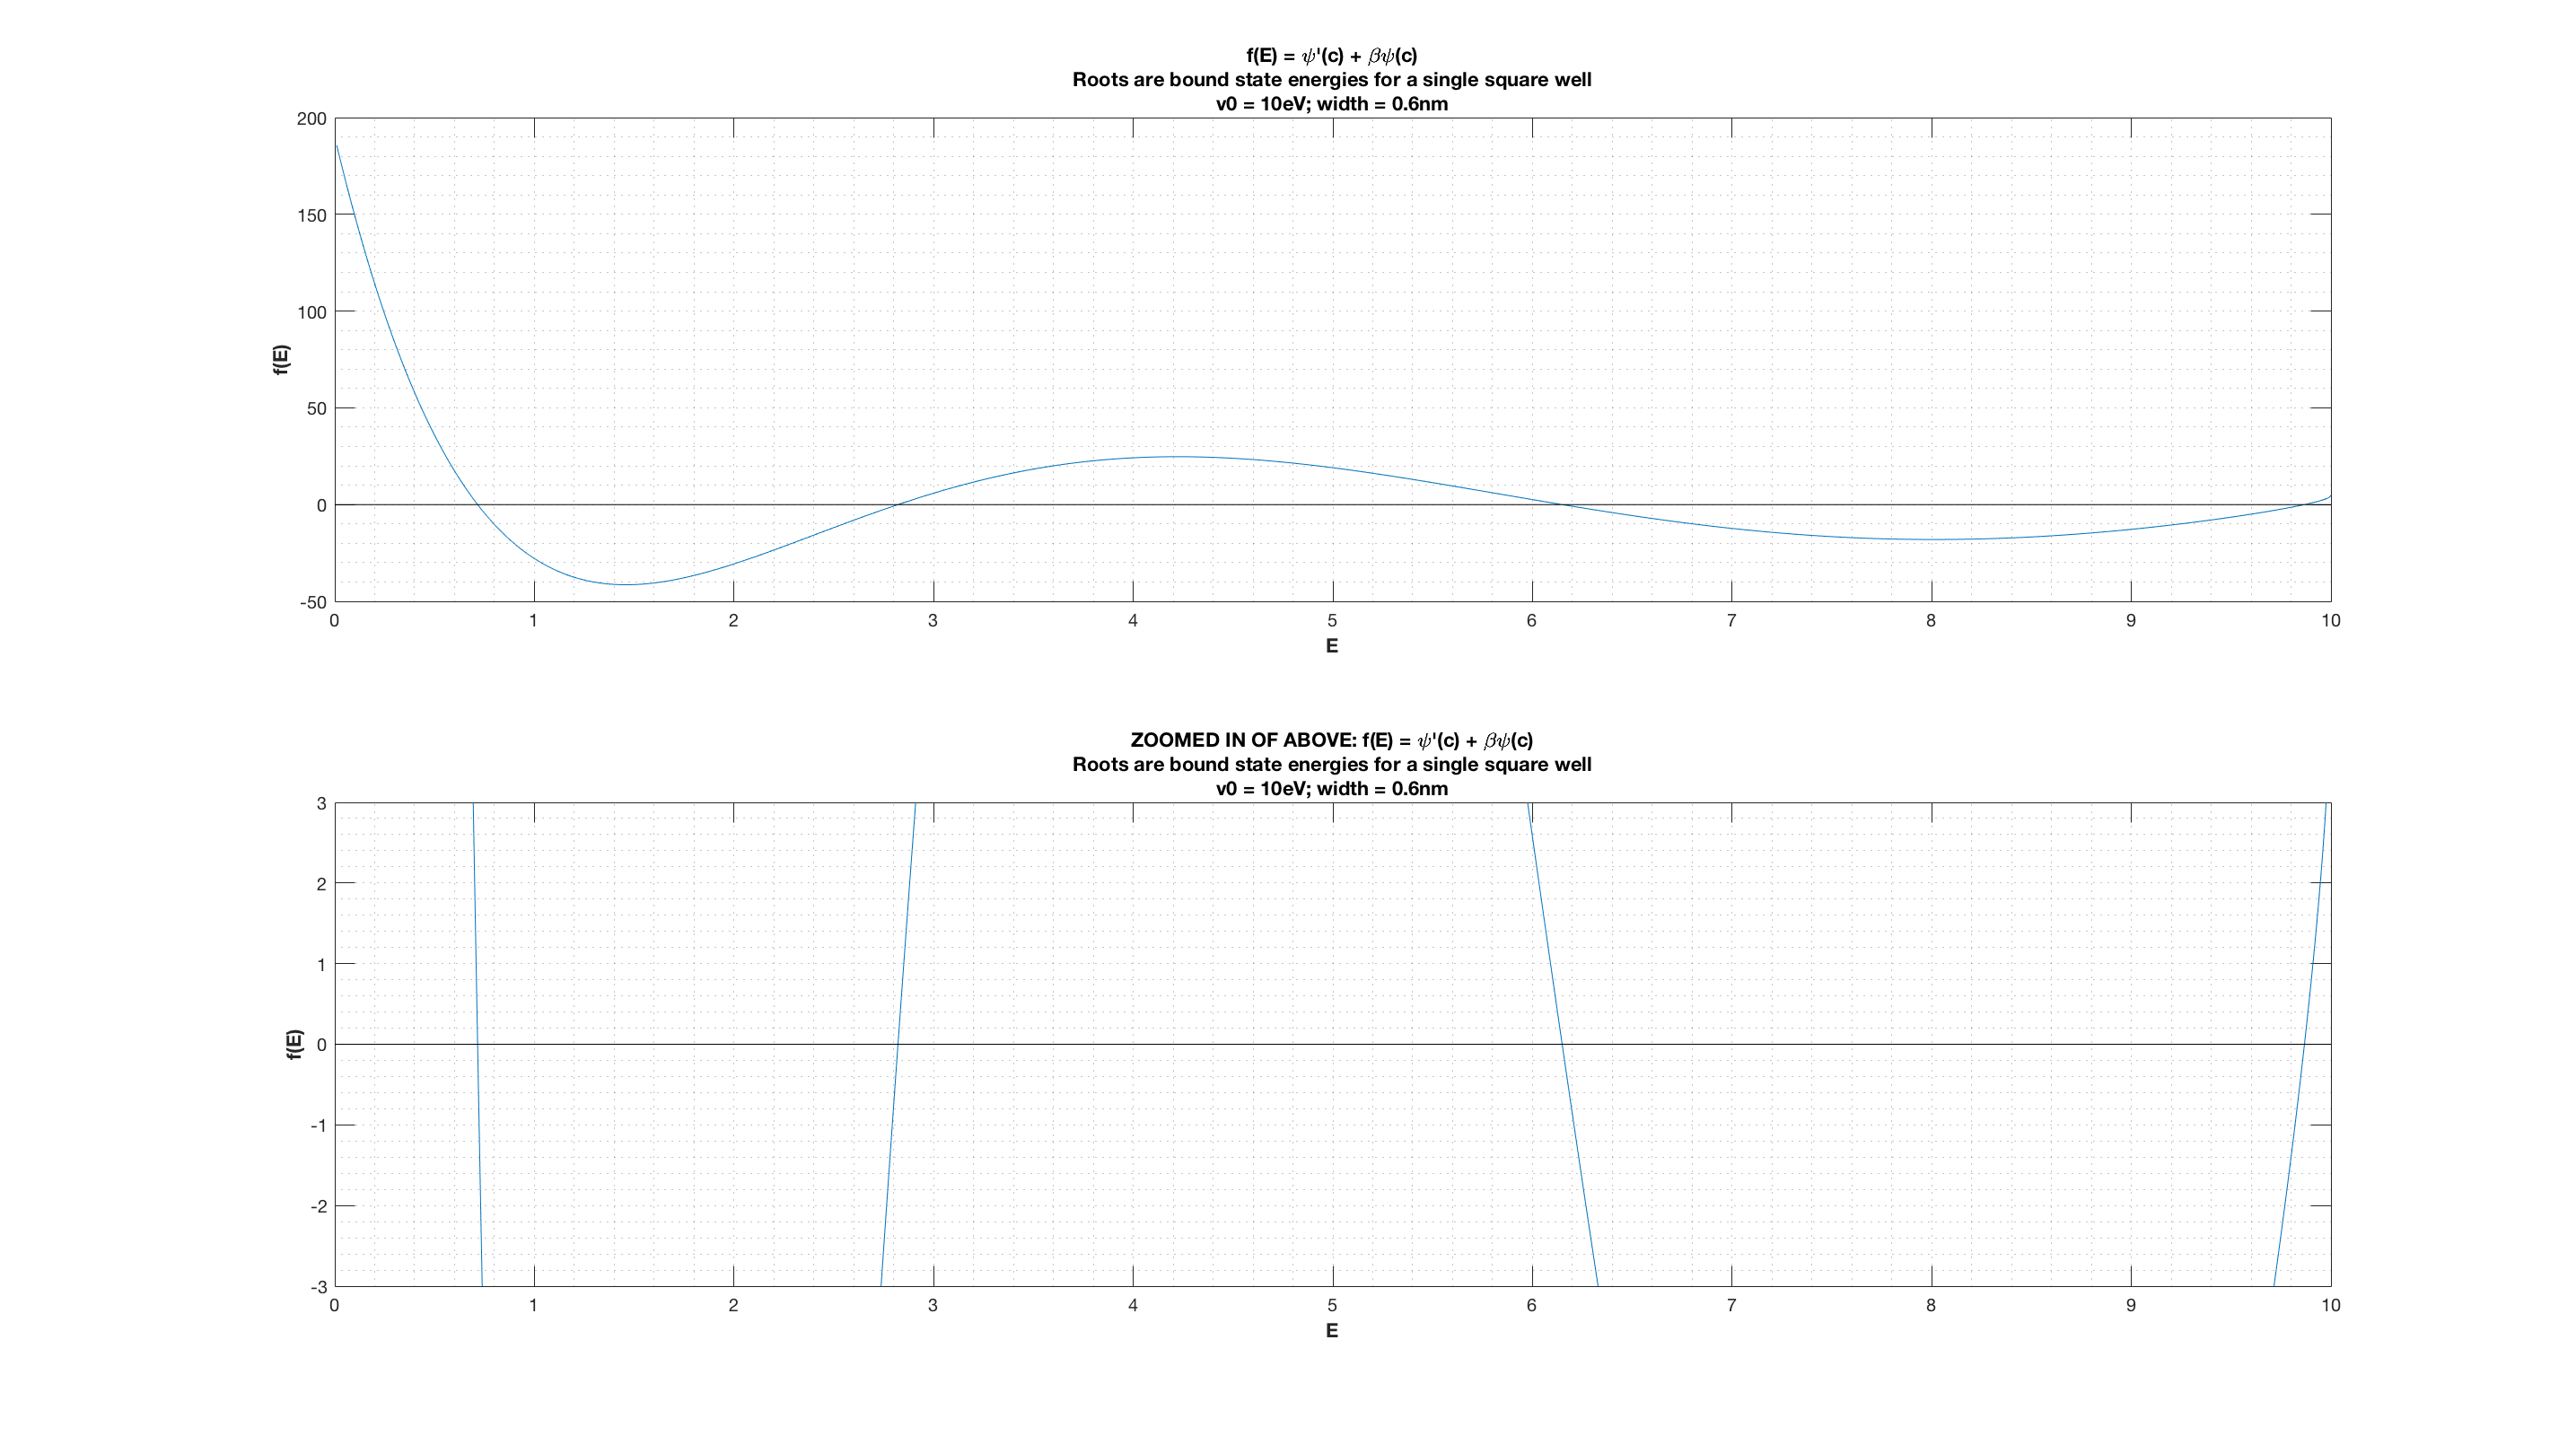 f(E) = ψ'(c) + βψ(c)
Roots are bound state energies for a single square well
v0 = 10eV; width = 0.6nm
200
150
100
50
0
-50
f(E)
0 1 2 3 4 5 6 7 8 9 10
E
ZOOMED IN OF ABOVE: f(E) = ψ'(c) + βψ(c)
Roots are bound state energies for a single square well
v0 = 10eV; width = 0.6nm
3
2
1
0
-1
-2
-3
f(E)
0 1 2 3 4 5 6 7 8 9 10
E